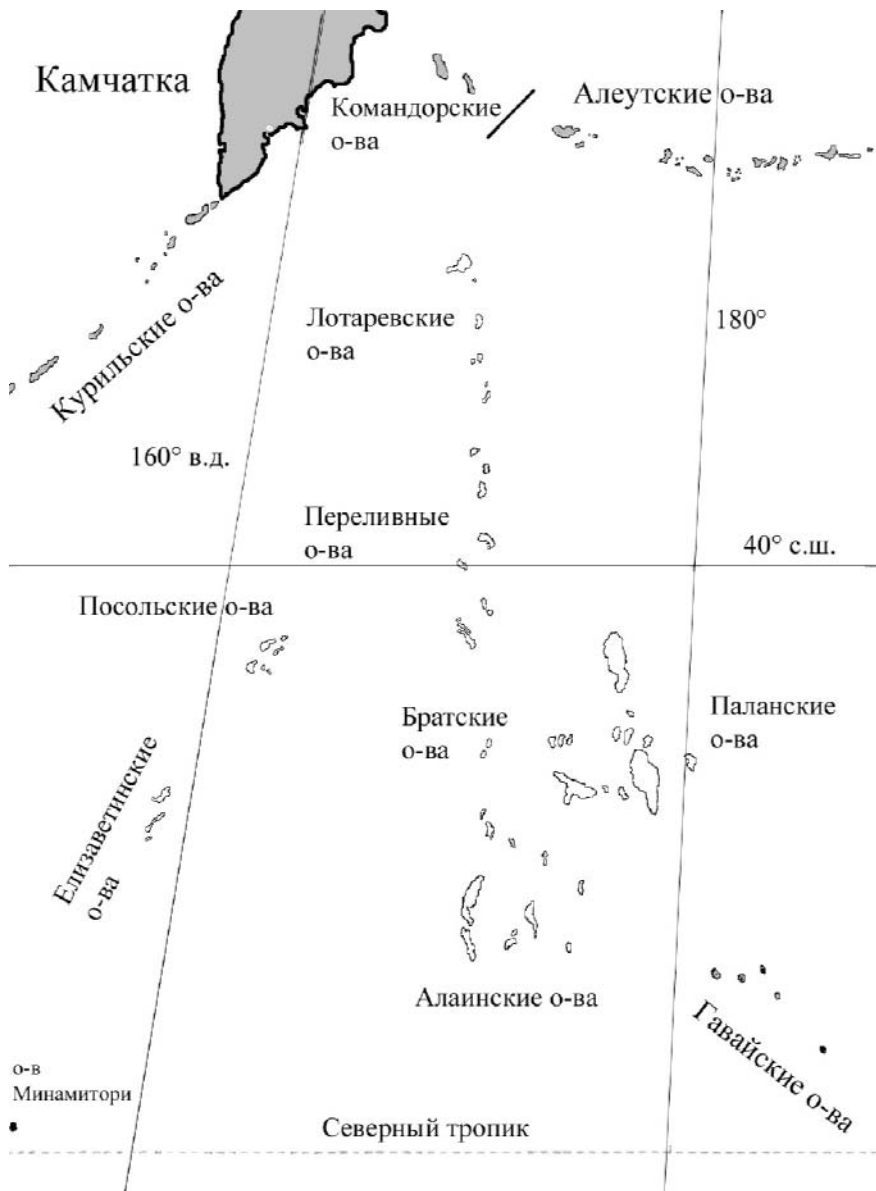 Камчатка
Командорские
о-ва
Алеутские о-ва
Курильские о-ва
Лотаревские
о-ва
180°
160° в.д.
Переливные
о-ва
40° с.ш.
Посольские о-ва
Братские
о-ва
Паланские
о-ва
Елизаветинские
о-ва
Алаинские о-ва
Гавайские о-ва
о-в
Минамитори
Северный тропик